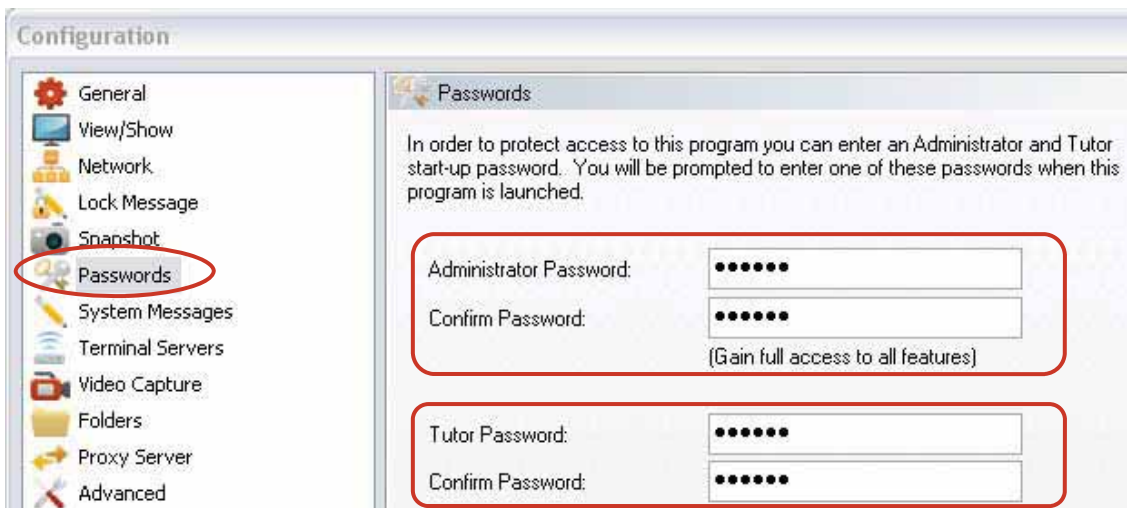 Configuration
General
View/Show
Network
Lock Message
Snapshot
Passwords
System Messages
Terminal Servers
Video Capture
Folders
Proxy Server
Advanced
Passwords
In order to protect access to this program you can enter an Administrator and Tutor
start-up password. You will be prompted to enter one of these passwords when this
program is launched.
Administrator Password: ••••••
Confirm Password: ••••••
(Gain full access to all features)
Tutor Password: ••••••
Confirm Password: ••••••